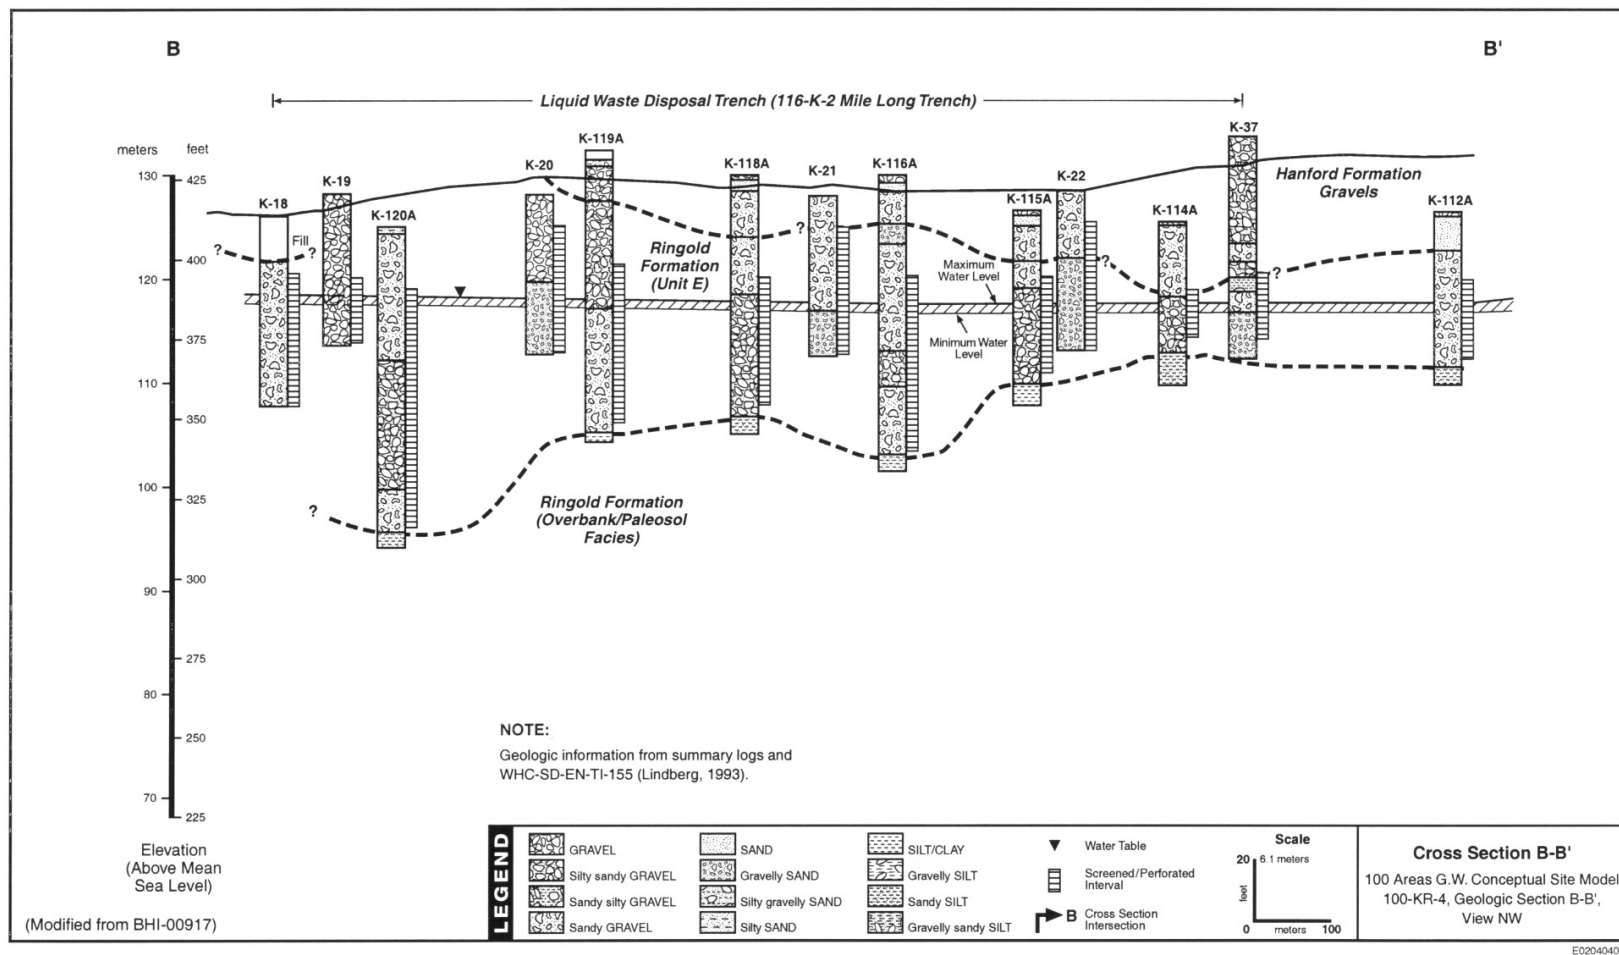 B
B'
Liquid Waste Disposal Trench (116-K-2 Mile Long Trench)
meters
feet
K-18
K-19
K-120A
K-20
K-119A
K-118A
K-21
K-116A
K-115A
K-22
K-114A
K-37
K-112A
Hanford Formation
Gravels
?
Fill
?
?
?
?
Ringold
Formation
(Unit E)
Maximum
Water Level
Minimum Water
Level
?
Ringold Formation
(Overbank/Paleosol
Facies)
130
120
110
100
90
80
70
425
400
375
350
325
300
275
250
225
Elevation
(Above Mean
Sea Level)
(Modified from BHI-00917)
NOTE:
Geologic information from summary logs and
WHC-SD-EN-TI-155 (Lindberg, 1993).
LEGEND
GRAVEL
Silty sandy GRAVEL
Sandy silty GRAVEL
Sandy GRAVEL
SAND
Gravelly SAND
Silty gravelly SAND
Silty SAND
SILT/CLAY
Gravelly SILT
Sandy SILT
Gravelly sandy SILT
Water Table
Screened/Perforated
Interval
B Cross Section
Intersection
Scale
20 6.1 meters
feet
0 meters 100
Cross Section B-B'
100 Areas G.W. Conceptual Site Model
100-KR-4, Geologic Section B-B',
View NW
E0204040